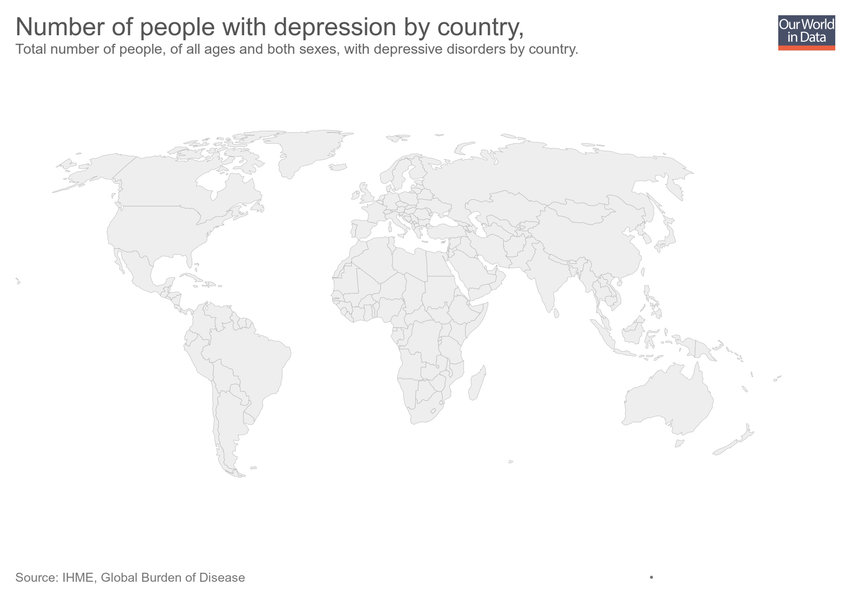 Number of people with depression by country,
Total number of people, of all ages and both sexes, with depressive disorders by country.
Our World
in Data
Source: IHME, Global Burden of Disease
•